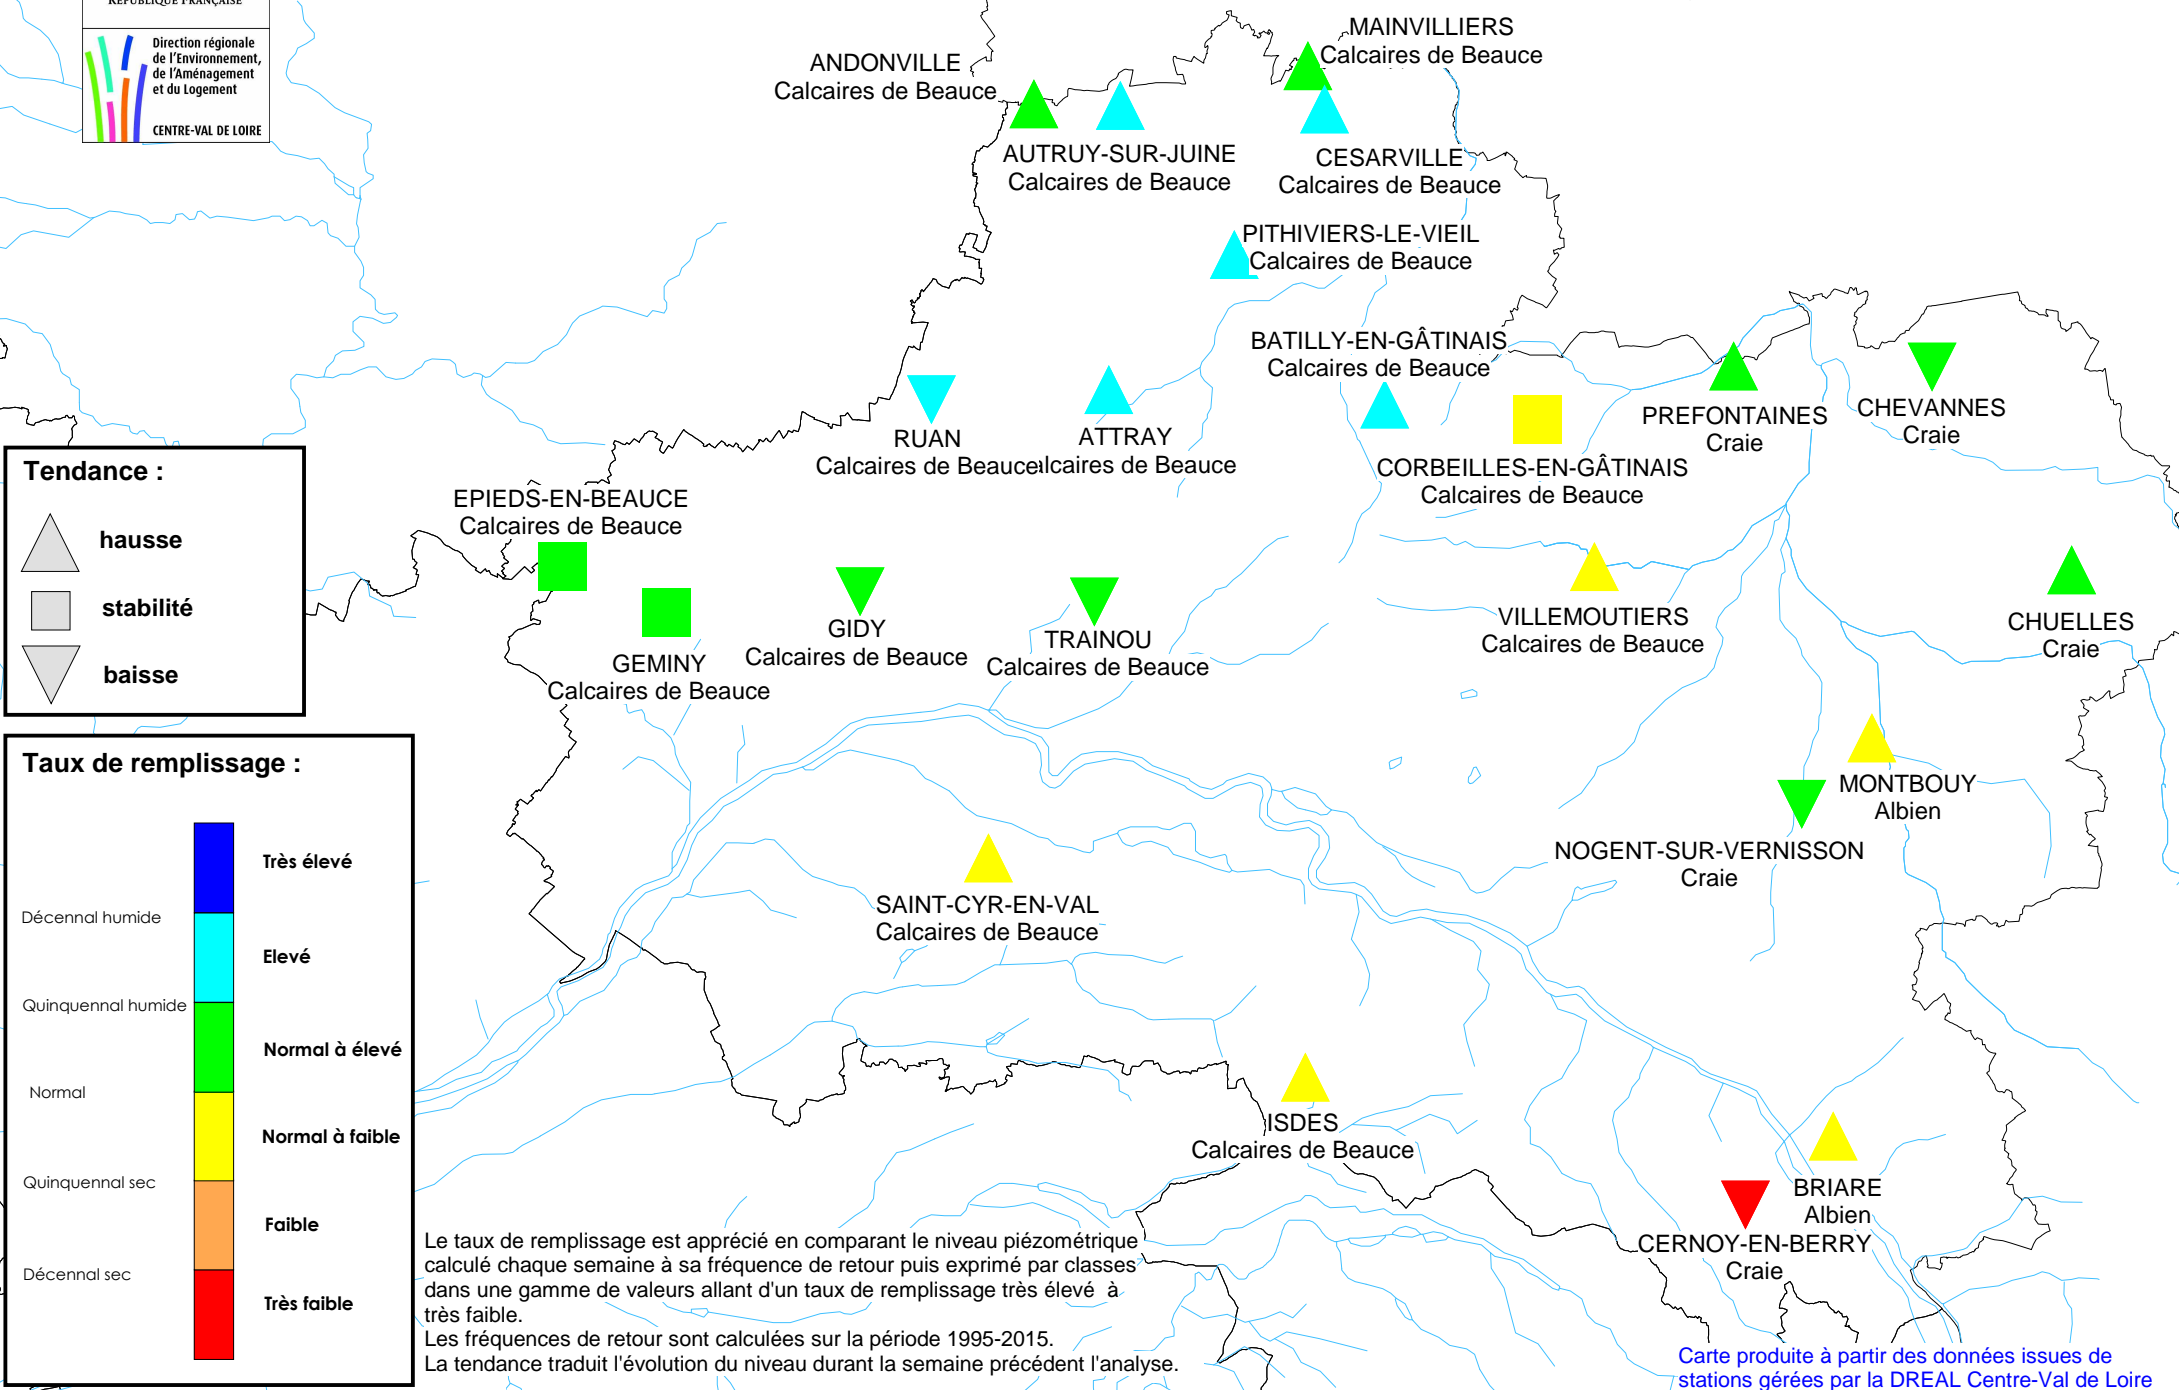 RÉPUBLIQUE FRANÇAISE
Direction régionale
de l'Environnement,
de l'Aménagement
et du Logement
CENTRE-VAL DE LOIRE
MAINVILLIERS
Calcaires de Beauce
ANDONVILLE
Calcaires de Beauce
AUTRUY-SUR-JUINE
Calcaires de Beauce
CESARVILLE
Calcaires de Beauce
PITHIVIERS-LE-VIEIL
Calcaires de Beauce
BATILLY-EN-GÂTINAIS
Calcaires de Beauce
PREFONTAINES
Craie
CHEVANNES
Craie
RUAN
Calcaires de Beauce
ATTRAY
alcaires de Beauce
CORBEILLES-EN-GÂTINAIS
Calcaires de Beauce
EPIEDS-EN-BEAUCE
Calcaires de Beauce
GEMINY
Calcaires de Beauce
GIDY
Calcaires de Beauce
TRAINOU
Calcaires de Beauce
VILLEMOUTIERS
Calcaires de Beauce
CHUELLES
Craie
MONTBOUY
Albien
NOGENT-SUR-VERNISSON
Craie
SAINT-CYR-EN-VAL
Calcaires de Beauce
ISDES
Calcaires de Beauce
BRIARE
Albien
CERNOY-EN-BERRY
Craie
Tendance :
hausse
stabilité
baisse
Taux de remplissage :
Très élevé
Décennal humide
Elevé
Quinquennal humide
Normal à élevé
Normal
Normal à faible
Quinquennal sec
Faible
Décennal sec
Très faible
Le taux de remplissage est apprécié en comparant le niveau piézométrique
calculé chaque semaine à sa fréquence de retour puis exprimé par classes
dans une gamme de valeurs allant d'un taux de remplissage très élevé à
très faible.
Les fréquences de retour sont calculées sur la période 1995-2015.
La tendance traduit l'évolution du niveau durant la semaine précédent l'analyse.
Carte produite à partir des données issues de
stations gérées par la DREAL Centre-Val de Loire